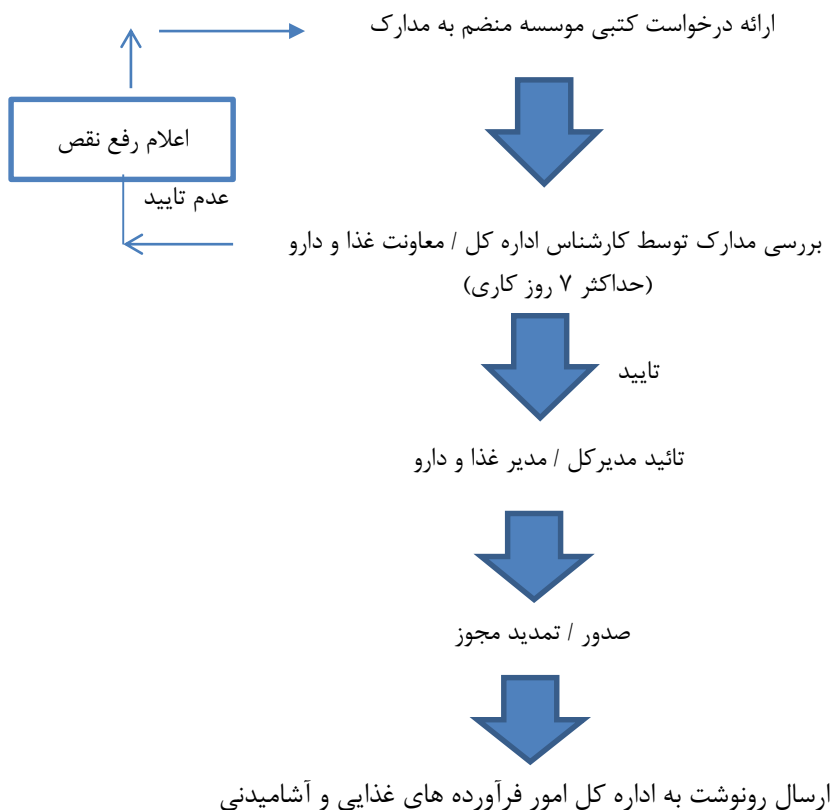 ارائه درخواست کتبی موسسه منضم به مدارک
اعلام رفع نقص
عدم تایید
بررسی مدارک توسط کارشناس اداره کل / معاونت غذا و دارو
(حداکثر ۷ روز کاری)
تایید
تائید مدیرکل / مدیر غذا و دارو
صدور / تمدید مجوز
ارسال رونوشت به اداره کل امور فرآورده های غذایی و آشامیدنی